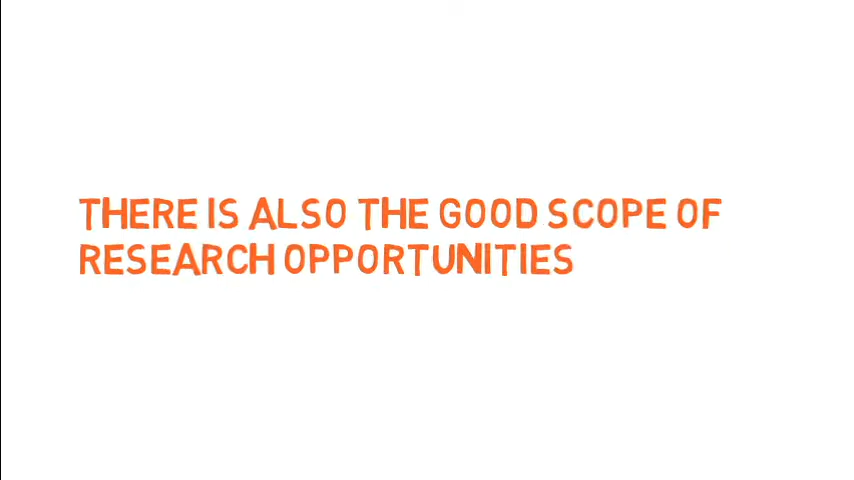 THERE IS ALSO THE GOOD SCOPE OF
RESEARCH OPPORTUNITIES